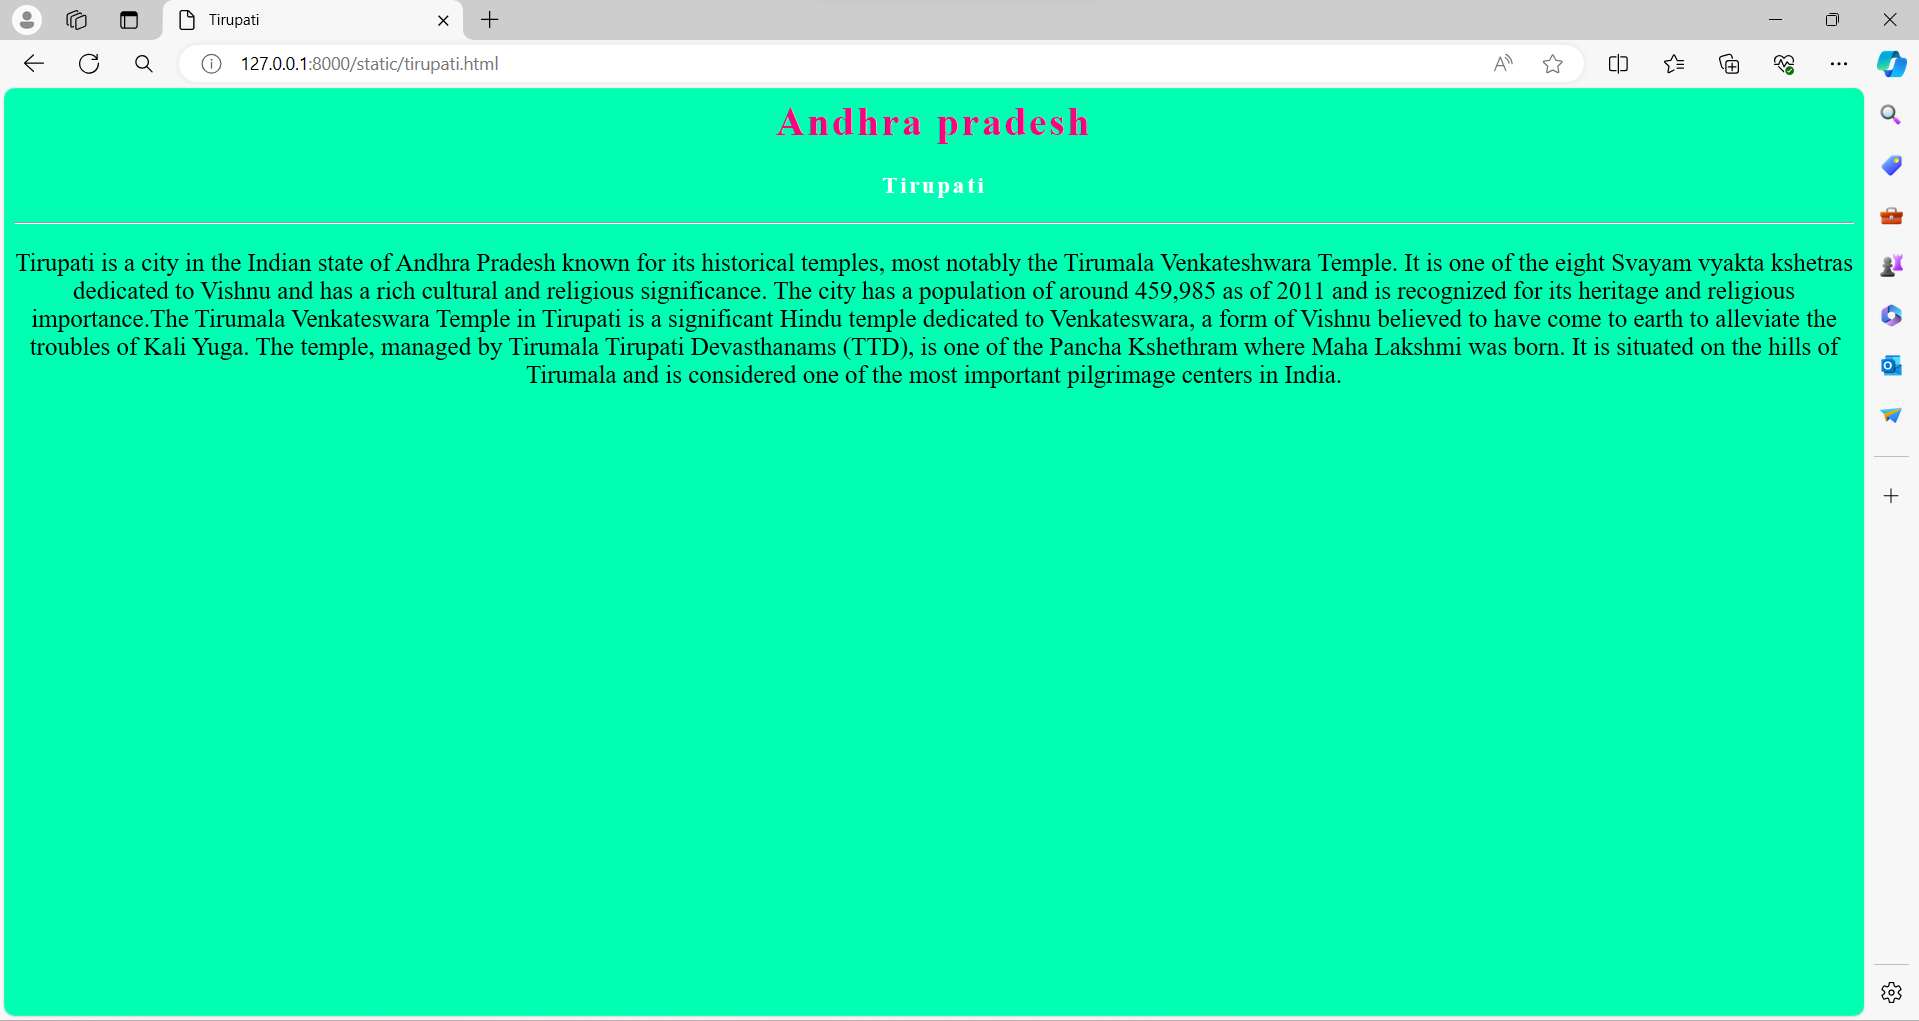 Tirupati
127.0.0.1:8000/static/tirupati.html
Andhra pradesh
Tirupati
Tirupati is a city in the Indian state of Andhra Pradesh known for its historical temples, most notably the Tirumala Venkateshwara Temple. It is one of the eight Svayam vyakta kshetras
dedicated to Vishnu and has a rich cultural and religious significance. The city has a population of around 459,985 as of 2011 and is recognized for its heritage and religious
importance.The Tirumala Venkateswara Temple in Tirupati is a significant Hindu temple dedicated to Venkateswara, a form of Vishnu believed to have come to earth to alleviate the
troubles of Kali Yuga. The temple, managed by Tirumala Tirupati Devasthanams (TTD), is one of the Pancha Kshethram where Maha Lakshmi was born. It is situated on the hills of
Tirumala and is considered one of the most important pilgrimage centers in India.